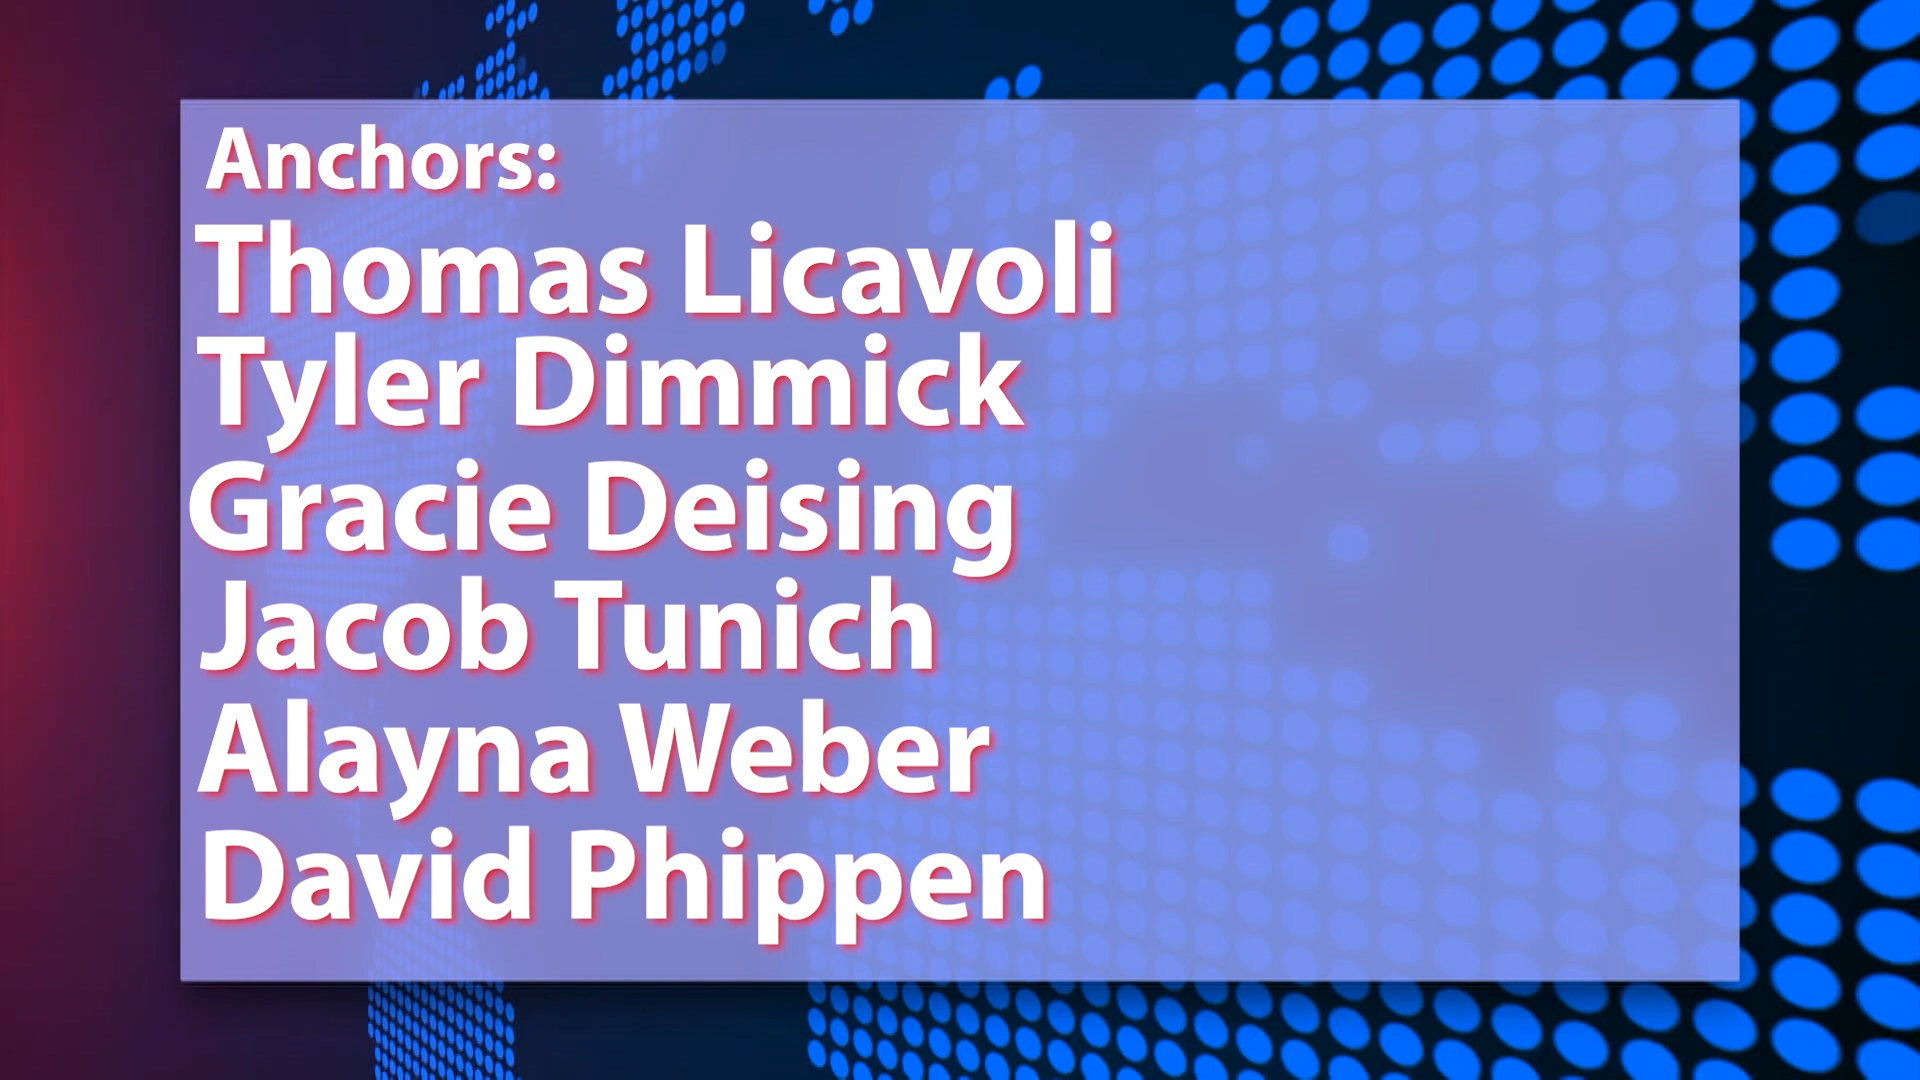 Anchors:
Thomas Licavoli
Tyler Dimmick
Gracie Deising
Jacob Tunich
Alayna Weber
David Phippen